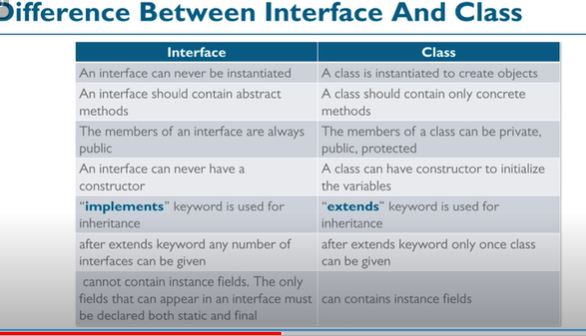 Difference Between Interface And Class
Interface Class
An interface can never be instantiated A class is instantiated to create objects
An interface should contain abstract A class should contain only concrete
methods methods
The members of an interface are always The members of a class can be private,
public public, protected
An interface can never have a A class can have constructor to initialize
constructor the variables
“implements” keyword is used for “extends” keyword is used for
inheritance inheritance
after extends keyword any number of after extends keyword only once class
interfaces can be given can be given
cannot contain instance fields. The only
fields that can appear in an interface must can contains instance fields
be declared both static and final